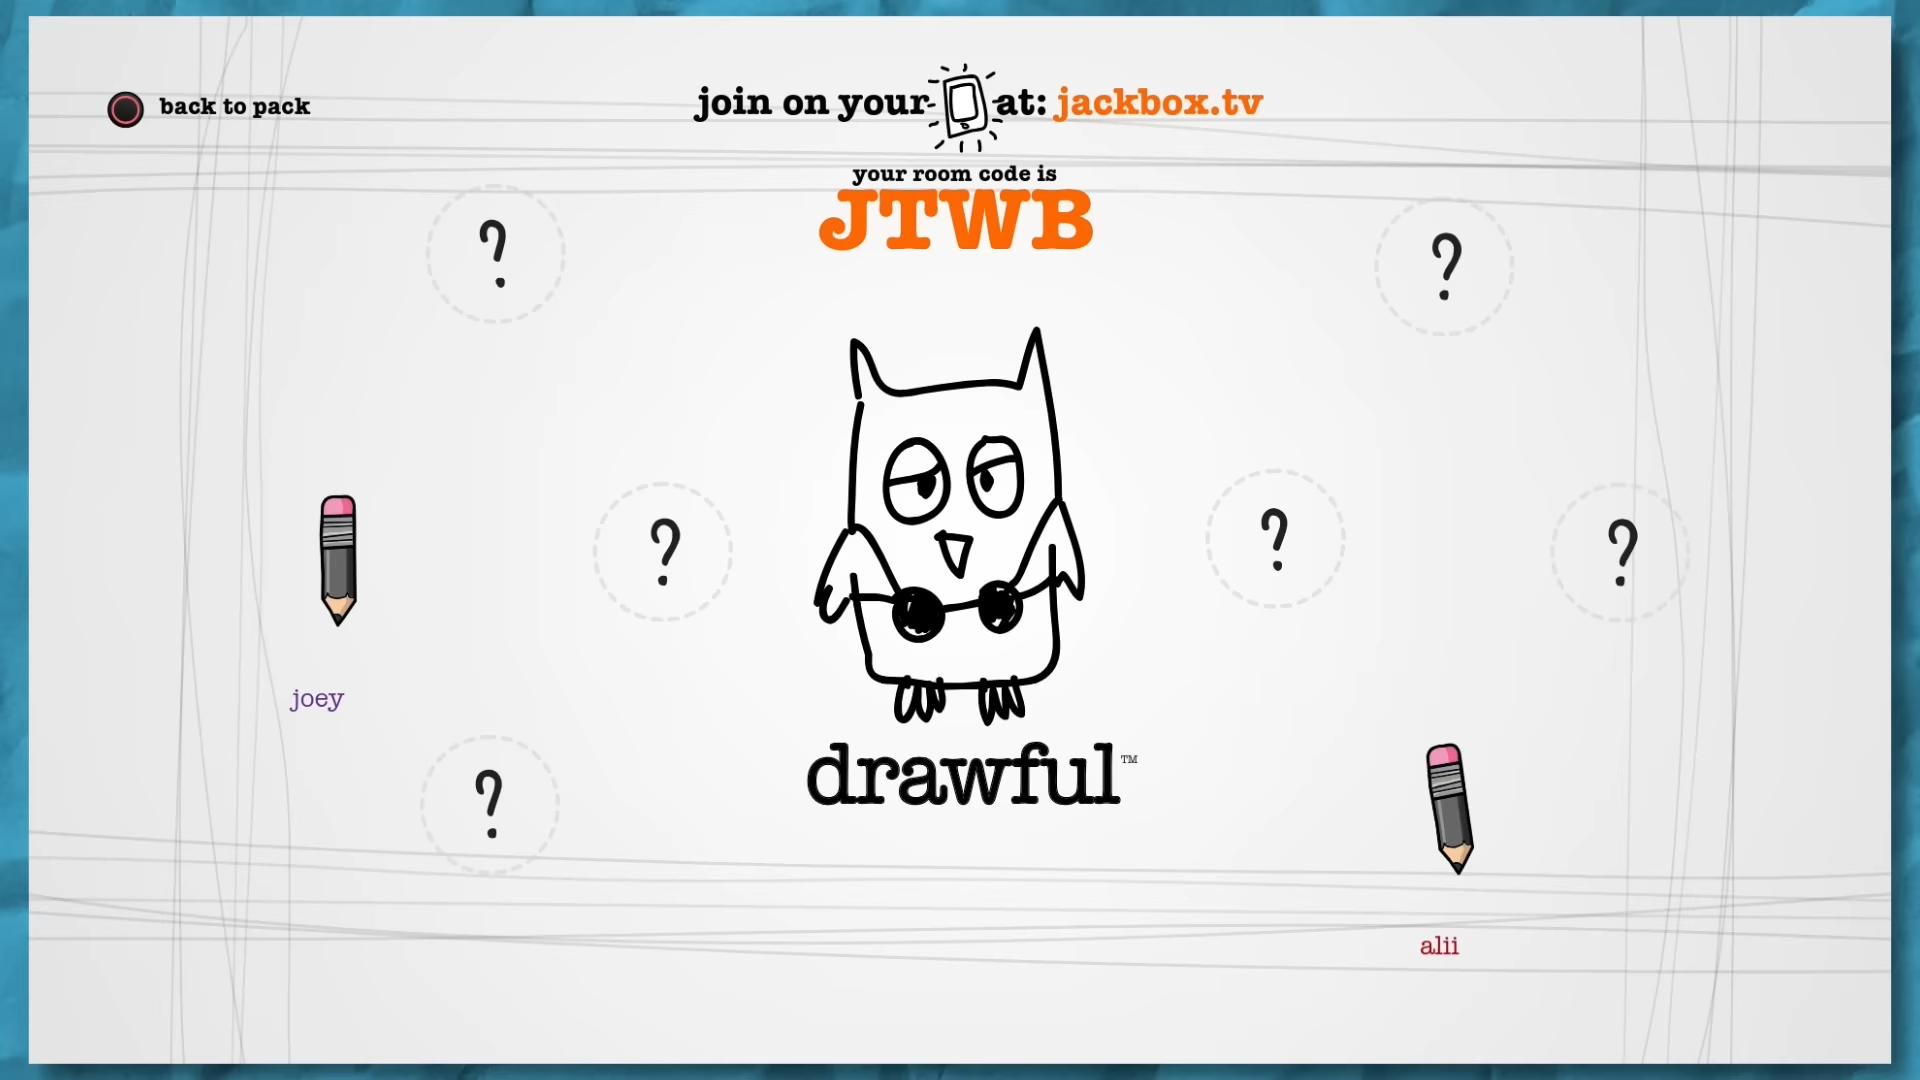 back to pack
join on your at: jackbox.tv
your room code is
JTWB
?
?
?
?
?
joey
?
drawful™
alii